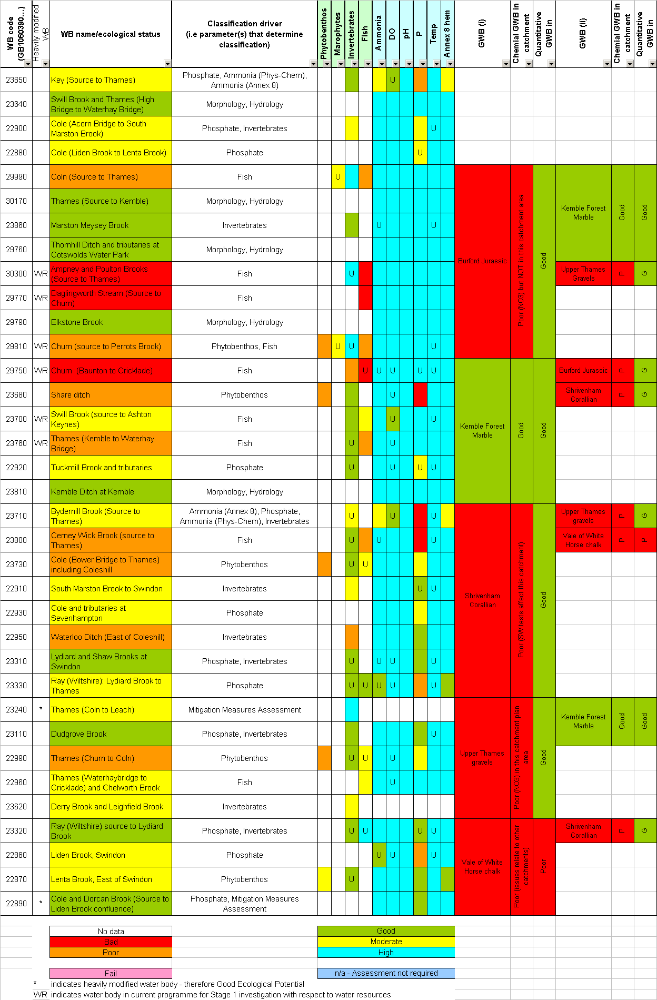 WB code (GB1060390....)
Heavily modified WB
WB name/ecological status
Classification driver
(i.e parameter(s) that determine
classification)
Phytobenthos
Marophytes
Invertebrates
Fish
Ammonia
DO
pH
P
Temp
Annex 8 hem
GWB (i)
Chemial GWB in catchment
Quantitative GWB in
GWB (ii)
Chemial GWB in catchment
Quantitative GWB in
23650 Key (Source to Thames) Phosphate, Ammonia (Phys-Chem), Ammonia (Annex 8) U
23640 Swill Brook and Thames (High Bridge to Waterhay Bridge) Morphology, Hydrology
22900 Cole (Acorn Bridge to South Marston Brook) Phosphate, Invertebrates U
22880 Cole (Liden Brook to Lenta Brook) Phosphate U
29990 Coln (Source to Thames) Fish U
30170 Thames (Source to Kemble) Morphology, Hydrology
23860 Marston Meysey Brook Invertebrates U U
29760 Thornhill Ditch and tributaries at Cotswolds Water Park Morphology, Hydrology
30300 WR Ampney and Poulton Brooks (Source to Thames) Fish U
29770 WR Daglingworth Stream (Source to Churn) Fish
29790 Elkstone Brook Morphology, Hydrology
29810 WR Churn (source to Perrots Brook) Phytobenthos, Fish U U U
Burford Jurassic
Poor (NO3) but NOT in this catchment area
Good
Kemble Forest Marble
Good
Good
Upper Thames Gravels P G
29750 WR Churn (Baunton to Cricklade) Fish U U U U U
23680 Share ditch Phytobenthos U
23700 WR Swill Brook (source to Ashton Keynes) Fish U U
23760 WR Thames (Kemble to Waterhay Bridge) Fish U U
22920 Tuckmill Brook and tributaries Phosphate U U U U
23810 Kemble Ditch at Kemble Morphology, Hydrology
Kemble Forest Marble
Good
Good
Burford Jurassic P G
Shrivenham Corallian P G
23710 Bydemill Brook (Source to Thames) Ammonia (Annex 8), Phosphate, Ammonia (Phys-Chem), Invertebrates U U U
23800 Cerney Wick Brook (source to Thames) Fish U U U
23730 Cole (Bower Bridge to Thames) including Coleshill Phytobenthos U U
22910 South Marston Brook to Swindon Invertebrates U U
22930 Cole and tributaries at Sevenhampton Phosphate
22950 Waterloo Ditch (East of Coleshill) Invertebrates
23310 Lydiard and Shaw Brooks at Swindon Phosphate, Invertebrates U U U U
23330 Ray (Wiltshire): Lydiard Brook to Thames Phosphate U U U U U
Shrivenham Corallian
Poor (SW tests affect this catchment)
Good
Upper Thames gravels P G
Vale of White Horse chalk P P
23240 * Thames (Coln to Leach) Mitigation Measures Assessment
23110 Dudgrove Brook Phosphate, Invertebrates U
22990 Thames (Churn to Coln) Phytobenthos U U U
22960 Thames (Waterhaybridge to Cricklade) and Chelworth Brook Fish U
23620 Derry Brook and Leighfield Brook Invertebrates
Upper Thames gravels
Poor (NO3) in this catchment plan area
Good
Kemble Forest Marble
Good
Good
23320 Ray (Wiltshire) source to Lydiard Brook Phosphate, Invertebrates U U U U
22860 Liden Brook, Swindon Phosphate U U U
22870 Lenta Brook, East of Swindon Phytobenthos U
22890 * Cole and Dorcan Brook (Source to Liden Brook confluence) Phosphate, Mitigation Measures Assessment
Vale of White Horse chalk
Poor (issues relate to other catchments)
Poor
Shrivenham Corallian P G
No data Good
Bad Moderate
Poor High
Fail n/a - Assessment not required
* indicates heavily modified water body - therefore Good Ecological Potential
WR indicates water body in current programme for Stage 1 investigation with respect to water resources